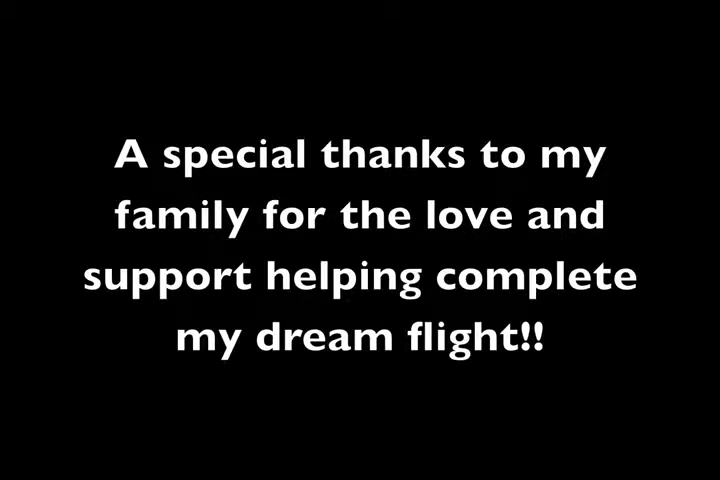 A special thanks to my
family for the love and
support helping complete
my dream flight!!